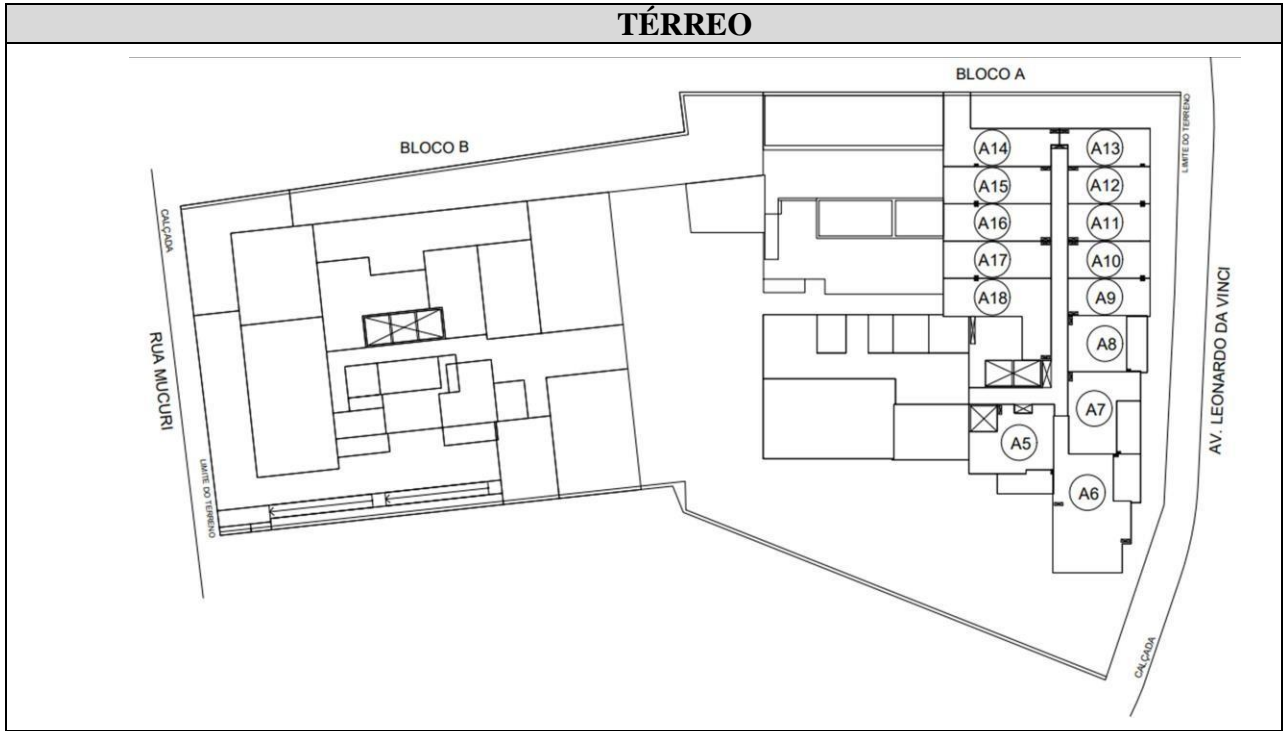 TÉRREO
BLOCO A
BLOCO B
LIMITE DO TERRENO
A14
A13
A15
A12
A16
A11
A17
A10
A18
A9
CALÇADA
RUA MUCURI
A8
AV. LEONARDO DA VINCI
A7
A5
A6
LIMITE DO TERRENO
CALÇADA